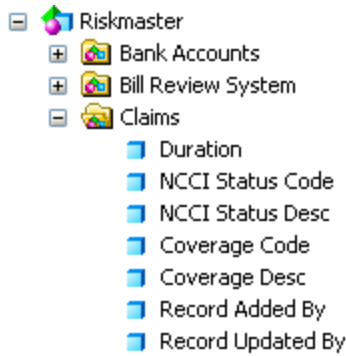 Riskmaster
Bank Accounts
Bill Review System
Claims
Duration
NCCI Status Code
NCCI Status Desc
Coverage Code
Coverage Desc
Record Added By
Record Updated By